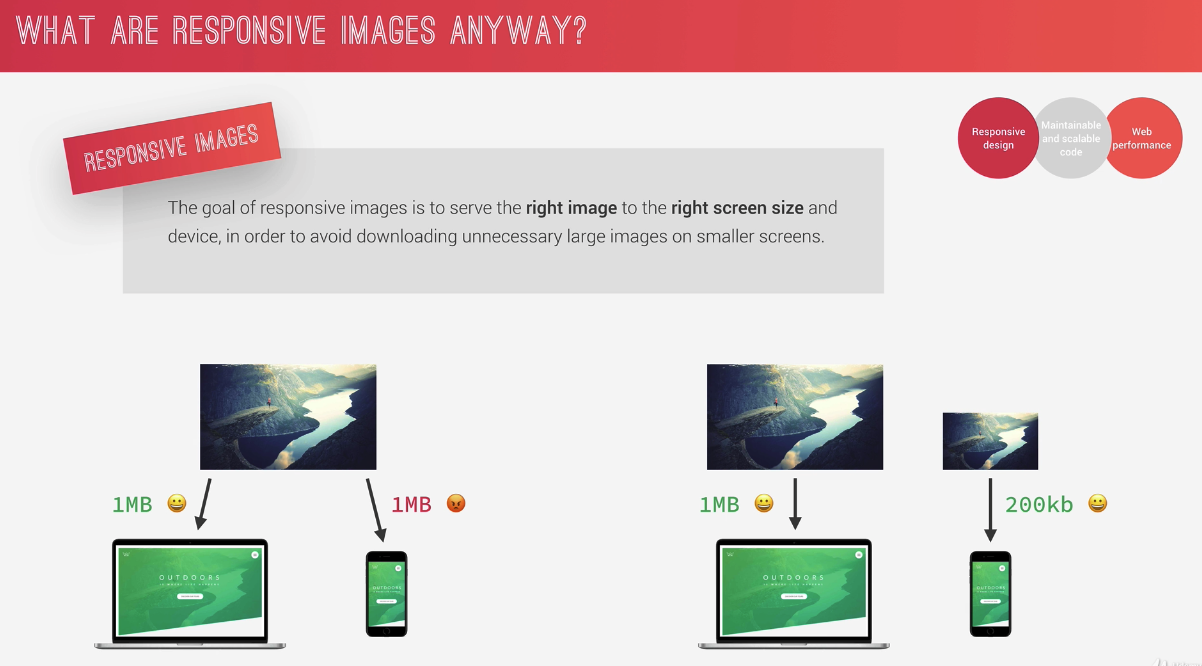 WHAT ARE RESPONSIVE IMAGES ANYWAY?
RESPONSIVE IMAGES
The goal of responsive images is to serve the right image to the right screen size and
device, in order to avoid downloading unnecessary large images on smaller screens.
Responsive
design
Maintainable
and scalable
code
Web
performance
1MB 😀
1MB 😡
1MB 😀
200kb 😀
OUTDOORS
OUTDOORS
OUTDOORS
OUTDOORS